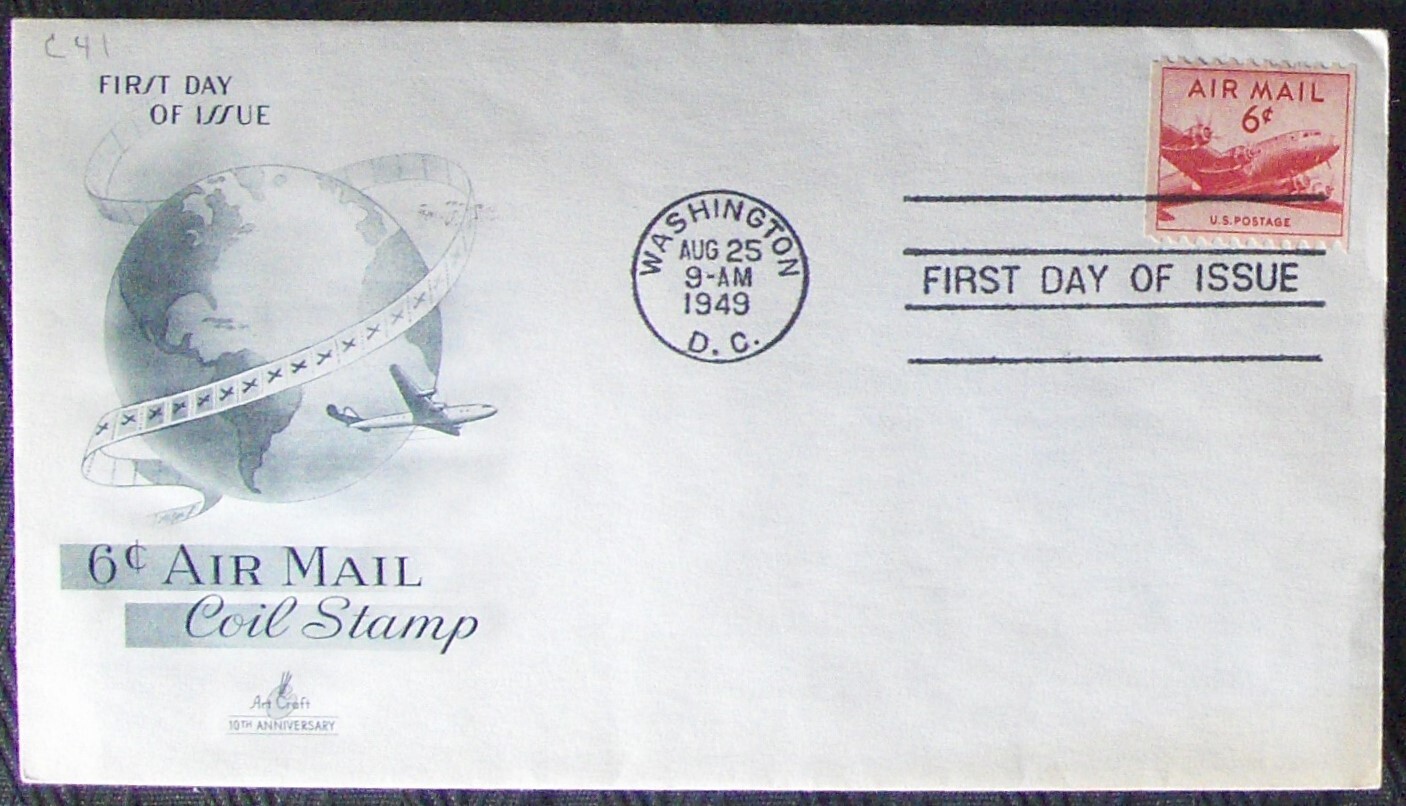 C41
FIRST DAY
OF ISSUE
AIR MAIL
6¢
U.S. POSTAGE
WASHINGTON
AUG 25
9-AM
1949
D. C.
FIRST DAY OF ISSUE
6¢ AIR MAIL
Coil Stamp
Art Craft
10TH ANNIVERSARY